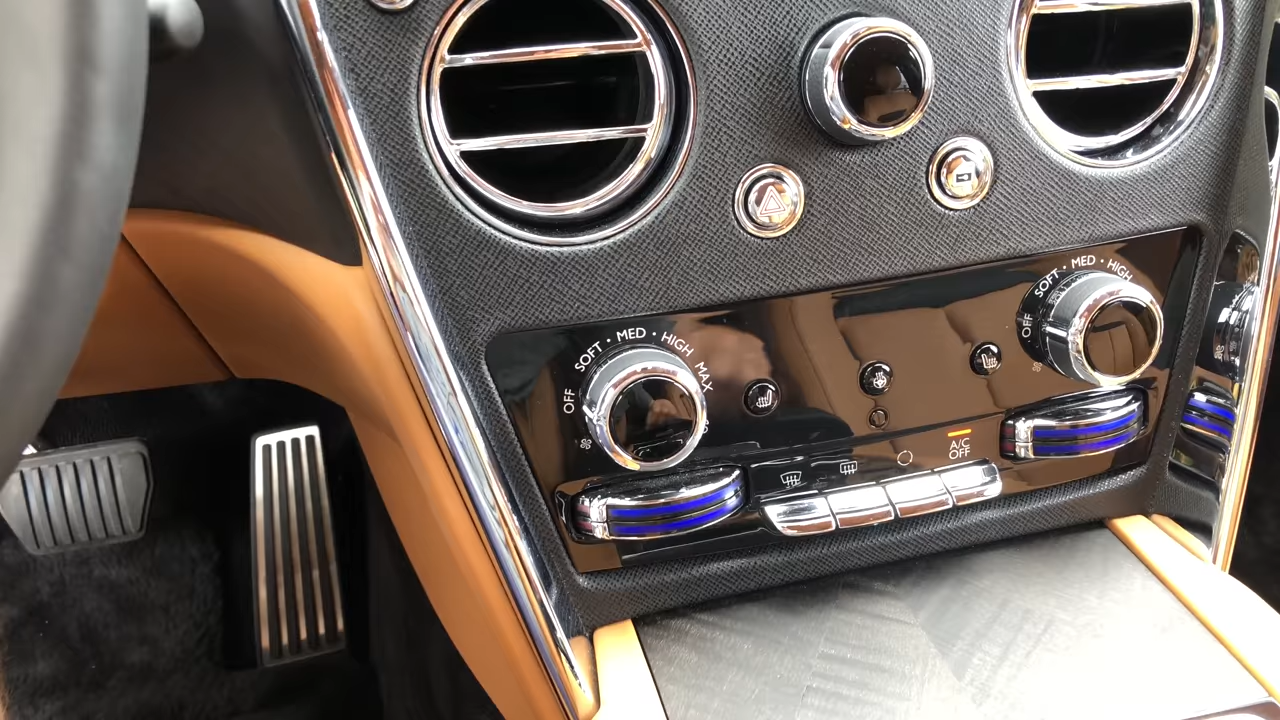 OFF SOFT • MED • HIGH MAX
OFF SOFT • MED • HIGH
A/C
OFF